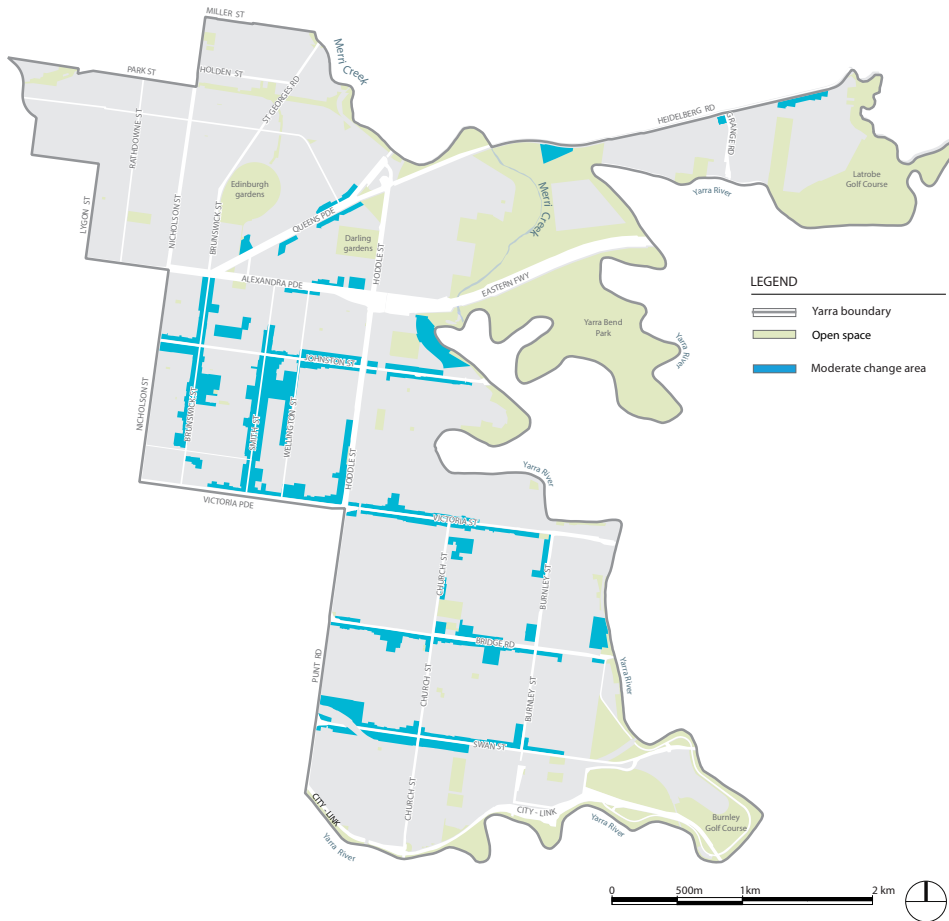 MILLER ST
Merri Creek
PARK ST
HOLDEN ST
ST GEORGES RD
HEIDELBERG RD
GRANGE RD
RATHDOWNE ST
Latrobe
Golf Course
Edinburgh
gardens
Yarra River
LYGON ST
NICHOLSON ST
BRUNSWICK ST
QUEENS PDE
Merri Creek
Darling
gardens
HODDLE ST
ALEXANDRA PDE
EASTERN FWY
LEGEND
Yarra boundary
Open space
Moderate change area
Yarra Bend
Park
Yarra River
JOHNSTON ST
NICHOLSON ST
BRUNSWICK ST
SMITH ST
WELLINGTON ST
HODDLE ST
Yarra River
VICTORIA PDE
VICTORIA ST
CHURCH ST
BURNLEY ST
BRIDGE RD
PUNT RD
Yarra River
CHURCH ST
BURNLEY ST
SWAN ST
CHURCH ST
CITY - LINK
CITY - LINK
Yarra River
Yarra River
Burnley
Golf Course
0 500m 1km 2 km